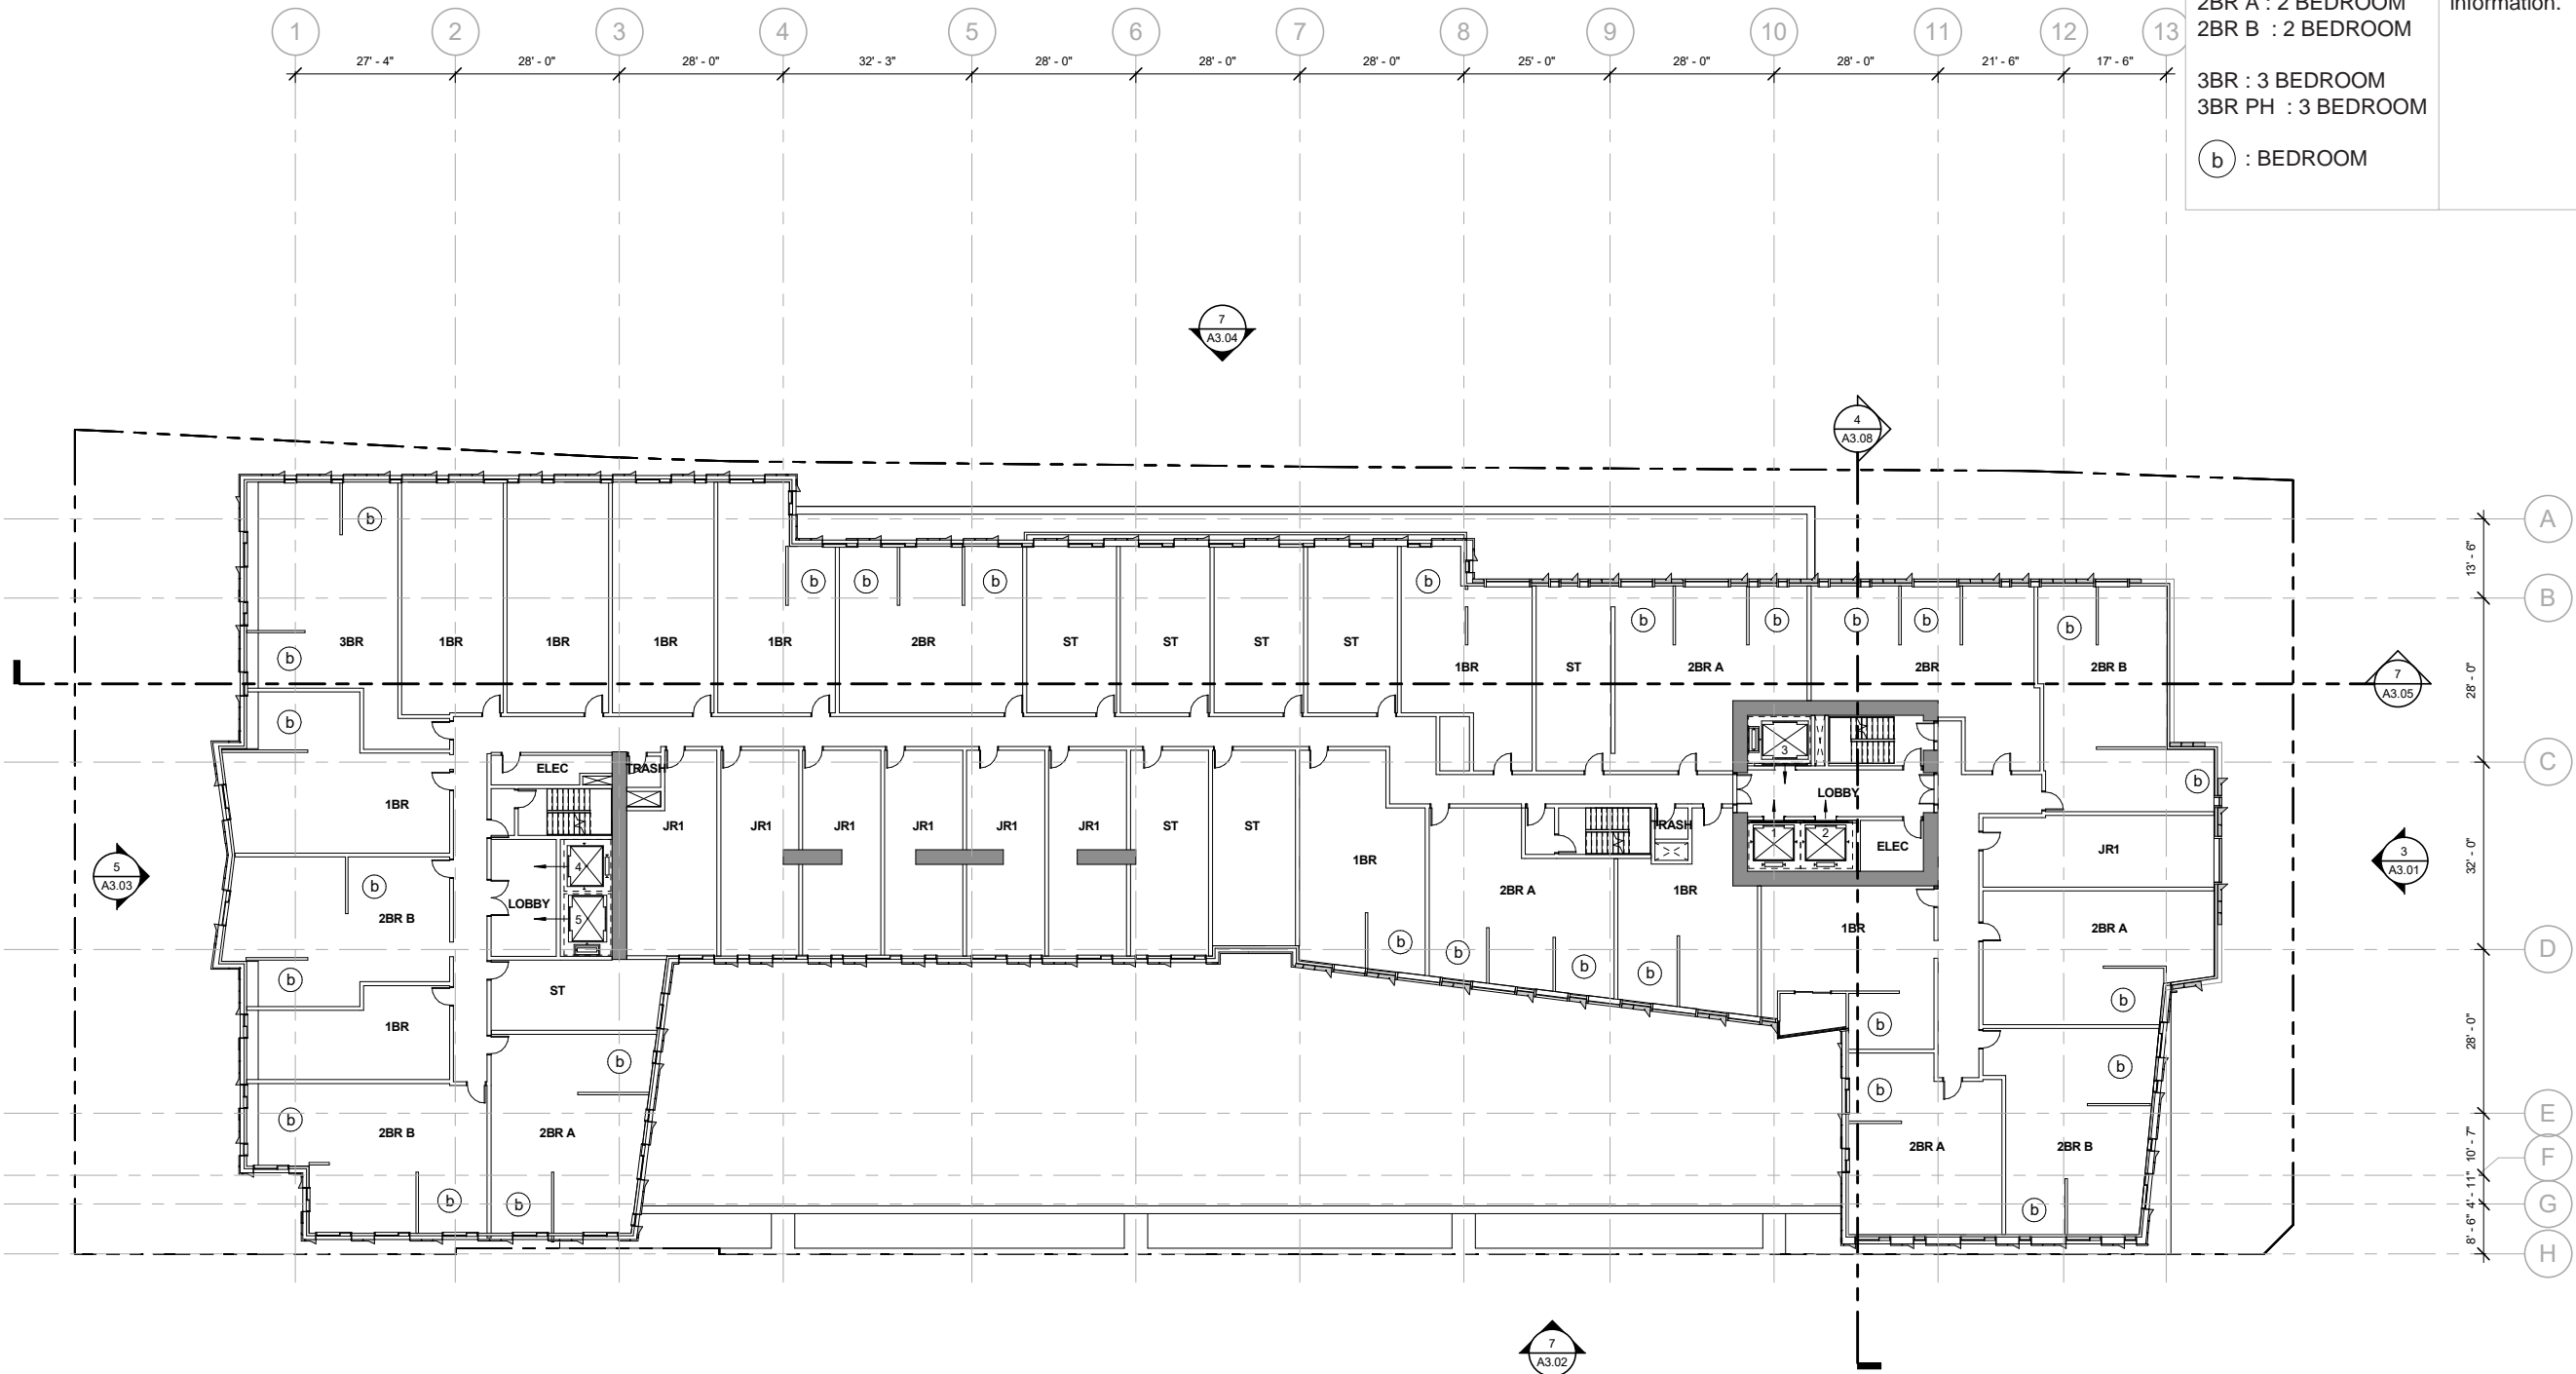 1 2 3 4 5 6 7 8 9 10 11 12 13
2BR A : 2 BEDROOM
information.
2BR B : 2 BEDROOM
27' - 4" 28' - 0" 28' - 0" 32' - 3" 28' - 0" 28' - 0" 28' - 0" 25' - 0" 28' - 0" 28' - 0" 21' - 6" 17' - 6"
3BR : 3 BEDROOM
3BR PH : 3 BEDROOM
b : BEDROOM
7
A3.04
4
A3.08
b
A
13' - 6"
b b b b
B
b b b b b
3BR 1BR 1BR 1BR 1BR 2BR ST ST ST ST
b
1BR ST 2BR A 2BR 2BR B
28' - 0"
7
A3.05
b
3
ELEC TRASH
C
b
LOBBY
1BR
JR1 JR1 JR1 JR1 JR1 JR1 ST ST
TRASH
1 2
ELEC
JR1
1BR
32' - 0"
3
A3.01
5
A3.03
4
b
2BR A 1BR
LOBBY
5
2BR B
1BR
2BR A
b b b b
D
b
ST
b
1BR
b
28' - 0"
b
b
b
b
E
2BR B 2BR A
2BR A 2BR B
10' - 7"
F
4' - 11"
b b
b
G
8' - 6"
H
7
A3.02